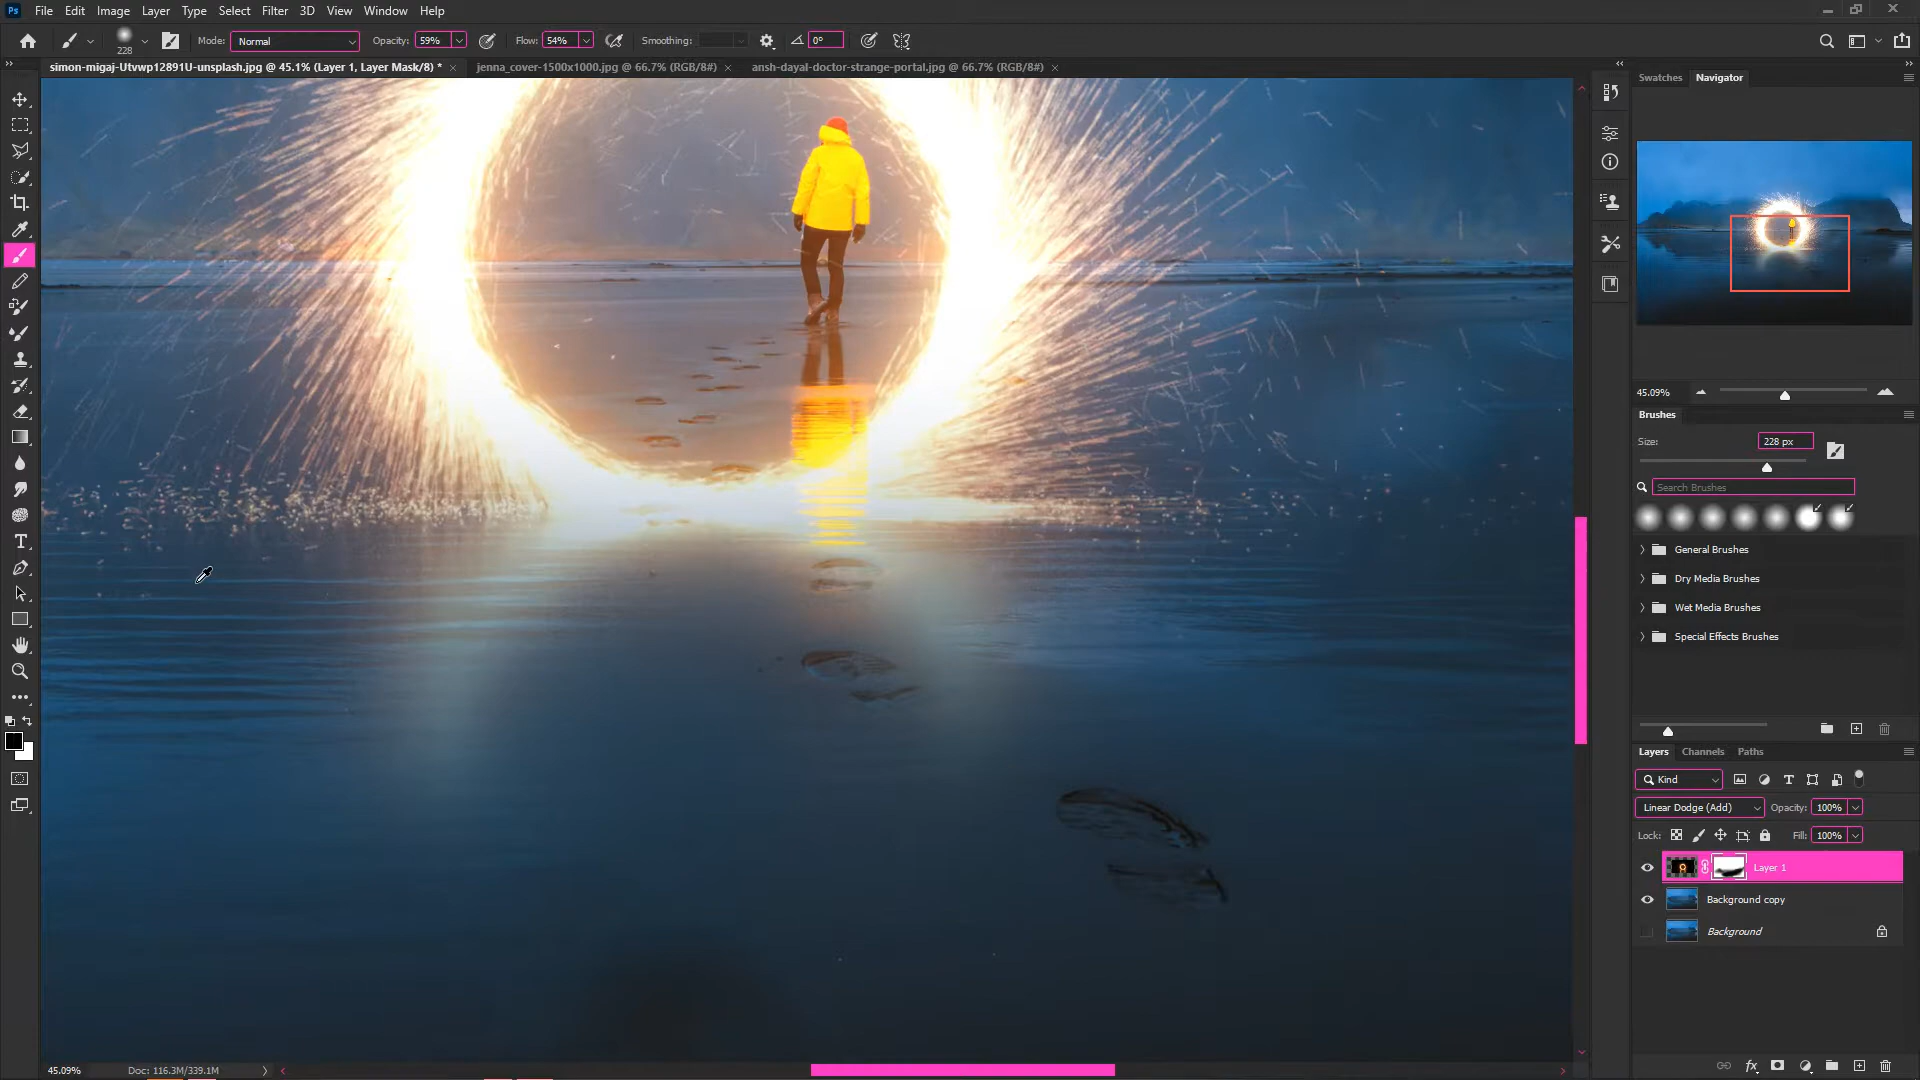 Ps File Edit Image Layer Type Select Filter 3D View Window Help
228 Mode: Normal Opacity: 59% Flow: 54% Smoothing: 0°
simon-migaj-Utvwp12891U-unsplash.jpg @ 45.1% (Layer 1, Layer Mask/8) * jenna_cover-1500x1000.jpg @ 66.7% (RGB/8#) ansh-dayal-doctor-strange-portal.jpg @ 66.7% (RGB/8#)
Swatches Navigator
45.09%
Brushes
Size: 228 px
Search Brushes
General Brushes
Dry Media Brushes
Wet Media Brushes
Special Effects Brushes
Layers Channels Paths
Kind
Linear Dodge (Add) Opacity: 100%
Lock: Fill: 100%
Layer 1
Background copy
Background
45.09% Doc: 116.3M/339.1M